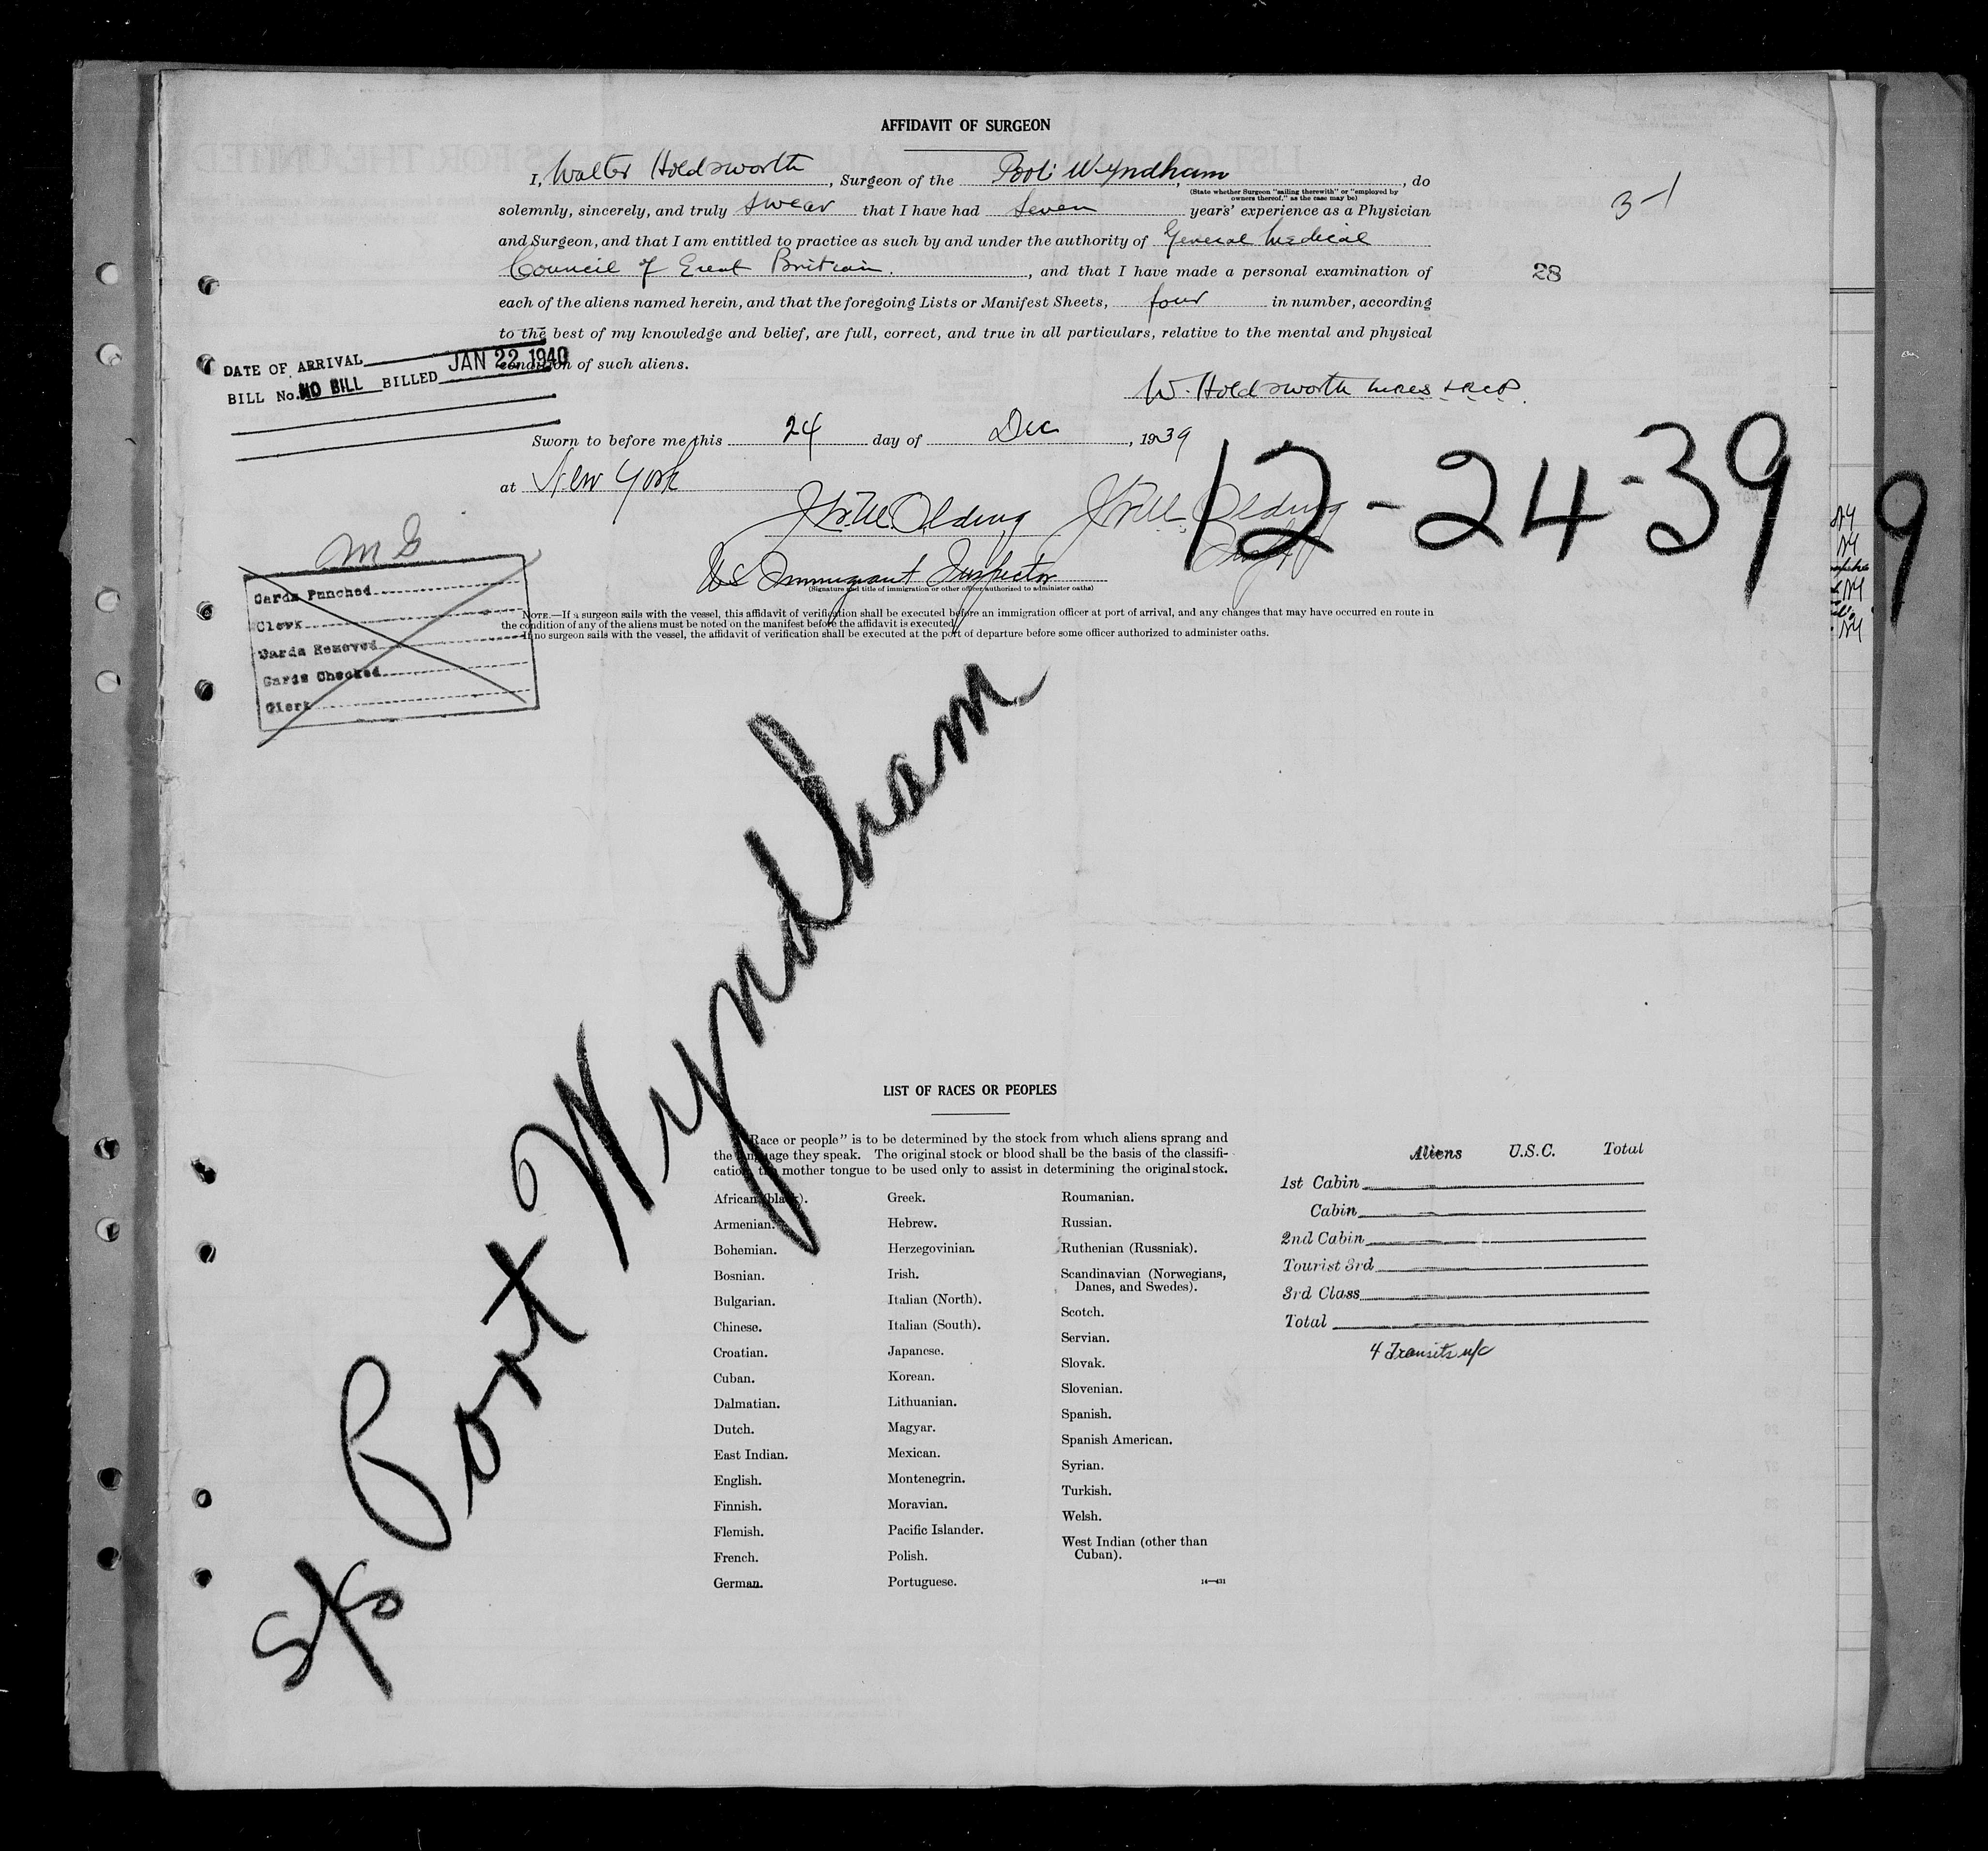 AFFIDAVIT OF SURGEON
I, Walter Holdsworth, Surgeon of the Port Wyndham, do
(State whether Surgeon "sailing therewith" or "employed by
owners thereof," as the case may be)
solemnly, sincerely, and truly swear that I have had seven years' experience as a Physician
and Surgeon, and that I am entitled to practice as such by and under the authority of General Medical
Council of Great Britain., and that I have made a personal examination of
each of the aliens named herein, and that the foregoing Lists or Manifest Sheets, four in number, according
to the best of my knowledge and belief, are full, correct, and true in all particulars, relative to the mental and physical
condition of such aliens.
3-1
28
DATE OF ARRIVAL
BILL No. NO BILL BILLED JAN 22 1940
W. Holdsworth MRCS LRCP.
Sworn to before me this 24 day of Dec, 1939
at New York
12-24-39
9
Olding
Olding
US Immigrant Inspector
(Signature and title of immigration or other officer authorized to administer oaths)
NOTE.—If a surgeon sails with the vessel, this affidavit of verification shall be executed before an immigration officer at port of arrival, and any changes that may have occurred en route in
the condition of any of the aliens must be noted on the manifest before the affidavit is executed.
If no surgeon sails with the vessel, the affidavit of verification shall be executed at the port of departure before some officer authorized to administer oaths.
Cards Punched
Clerk
Cards Removed
Cards Checked
Clerk
S/S Port Wyndham
LIST OF RACES OR PEOPLES
"Race or people" is to be determined by the stock from which aliens sprang and
the language they speak. The original stock or blood shall be the basis of the classifi-
cation, the mother tongue to be used only to assist in determining the original stock.
African (black).
Armenian.
Bohemian.
Bosnian.
Bulgarian.
Chinese.
Croatian.
Cuban.
Dalmatian.
Dutch.
East Indian.
English.
Finnish.
Flemish.
French.
German.
Greek.
Hebrew.
Herzegovinian.
Irish.
Italian (North).
Italian (South).
Japanese.
Korean.
Lithuanian.
Magyar.
Mexican.
Montenegrin.
Moravian.
Pacific Islander.
Polish.
Portuguese.
Roumanian.
Russian.
Ruthenian (Russniak).
Scandinavian (Norwegians,
Danes, and Swedes).
Scotch.
Servian.
Slovak.
Slovenian.
Spanish.
Spanish American.
Syrian.
Turkish.
Welsh.
West Indian (other than
Cuban).
14—431
Aliens U.S.C. Total
1st Cabin
Cabin
2nd Cabin
Tourist 3rd
3rd Class
Total
4 Transits